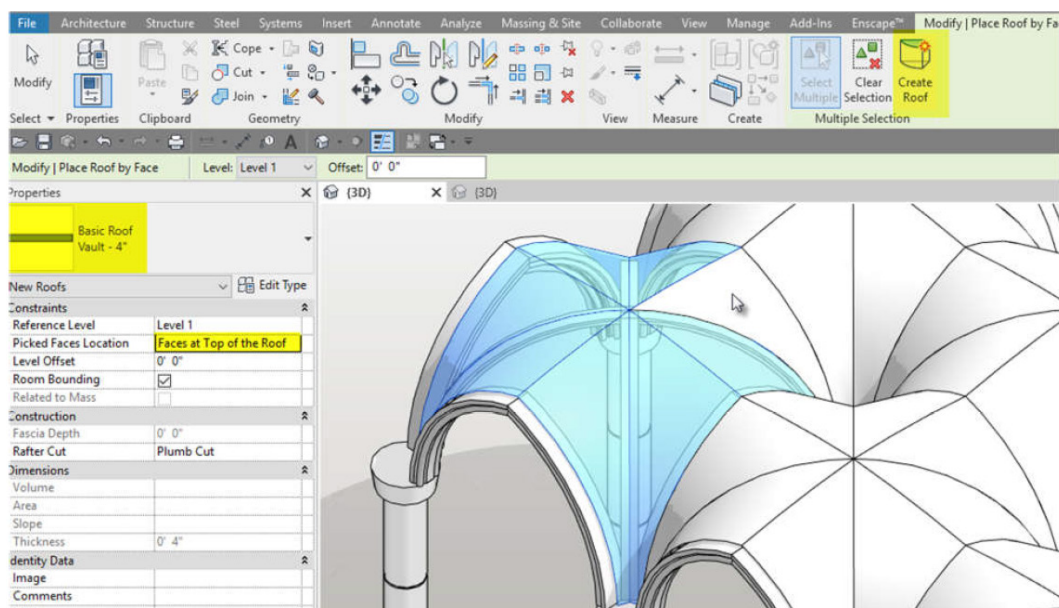 File Architecture Structure Steel Systems Insert Annotate Analyze Massing & Site Collaborate View Manage Add-Ins Enscape™ Modify | Place Roof by Fa
Modify
Paste
Cope
Cut
Join
Select Multiple
Clear Selection
Create Roof
Select Properties Clipboard Geometry Modify View Measure Create Multiple Selection
Modify | Place Roof by Face Level: Level 1 Offset: 0' 0"
Properties
{3D} {3D}
Basic Roof
Vault - 4"
New Roofs Edit Type
Constraints
Reference Level Level 1
Picked Faces Location Faces at Top of the Roof
Level Offset 0' 0"
Room Bounding
Related to Mass
Construction
Fascia Depth 0' 0"
Rafter Cut Plumb Cut
Dimensions
Volume
Area
Slope
Thickness 0' 4"
Identity Data
Image
Comments